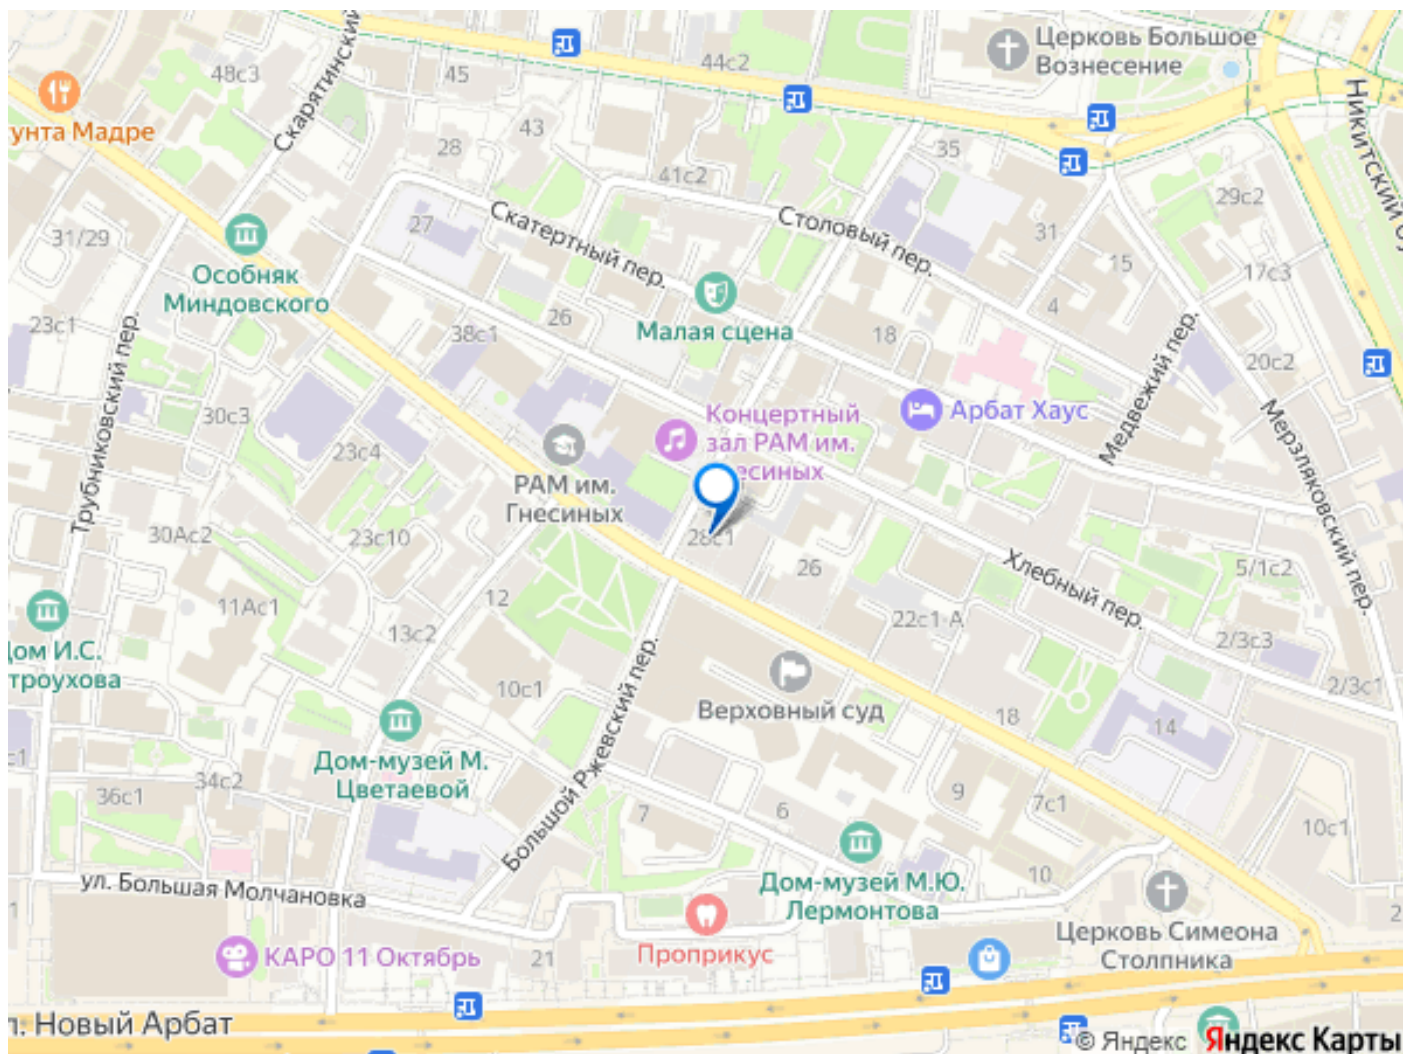 48с3
45
44с2
Церковь Большое
Вознесение
унта Мадре
Скарятинский
43
28
35
41с2
Никитский бу
29с2
27
Скатертный пер.
Столовый пер.
31
15
17с3
31/29
Особняк
Миндовского
4
23с1
38с1
26
Малая сцена
18
Медвежий пер.
20с2
Трубниковский пер.
30с3
Концертный
зал РАМ им.
есиных
Арбат Хаус
Мерзляковский пер.
23с4
РАМ им.
Гнесиных
30Ас2
23с10
28с1
26
Хлебный пер.
5/1с2
11Ас1
12
13с2
22с1-А
2/3с3
Дом И.С.
троухова
10с1
Большой Ржевский пер.
Верховный суд
2/3с1
18
14
Дом-музей М.
Цветаевой
с1
34с2
36с1
7
6
9
7с1
10с1
ул. Большая Молчановка
Дом-музей М.Ю.
Лермонтова
10
КАРО 11 Октябрь
21
Проприкус
Церковь Симеона
Столпника
2
л. Новый Арбат
© Яндекс Яндекс Карты